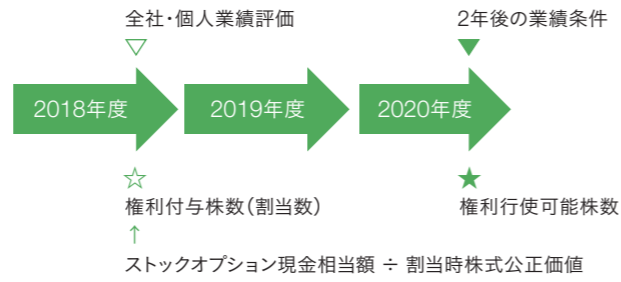 全社・個人業績評価
2年後の業績条件
▽
▼
2018年度
2019年度
2020年度
☆
★
権利付与株数(割当数)
権利行使可能株数
↑
ストックオプション現金相当額 ÷ 割当時株式公正価値